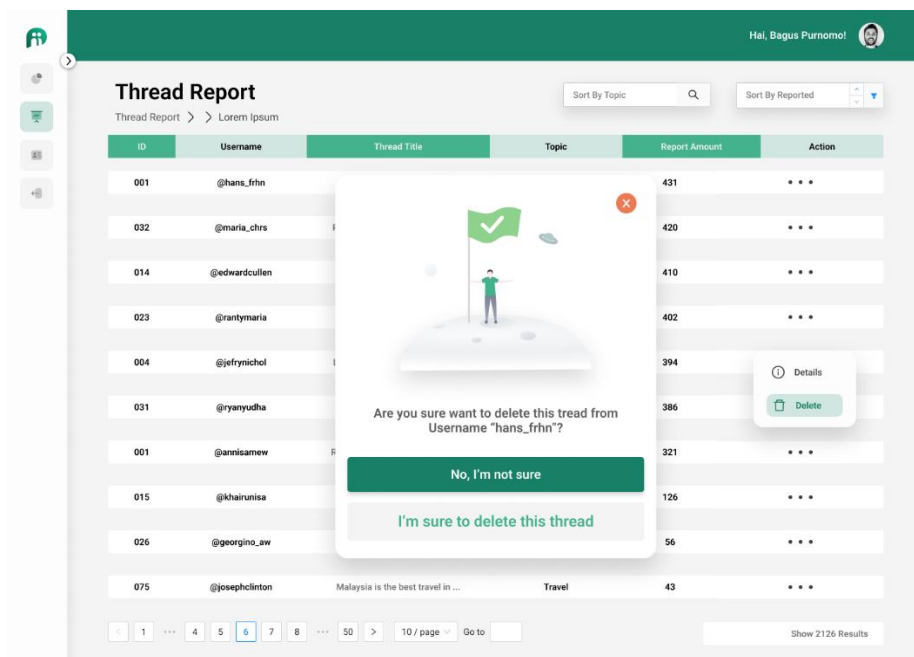 Hai, Bagus Purnomo!
Thread Report
Sort By Topic
Sort By Reported
Thread Report > > Lorem Ipsum
ID Username Thread Title Topic Report Amount Action
001 @hans_frhn 431
032 @maria_chrs 420
014 @edwardcullen 410
023 @rantymaria 402
004 @jefrynichol 394
Details
031 @ryanyudha 386
Delete
Are you sure want to delete this tread from
Username “hans_frhn”?
001 @annisamew 321
No, I'm not sure
015 @khairunisa 126
I'm sure to delete this thread
026 @georgino_aw 56
075 @josephclinton Malaysia is the best travel in ... Travel 43
< 1 ··· 4 5 6 7 8 ··· 50 > 10 / page Go to
Show 2126 Results